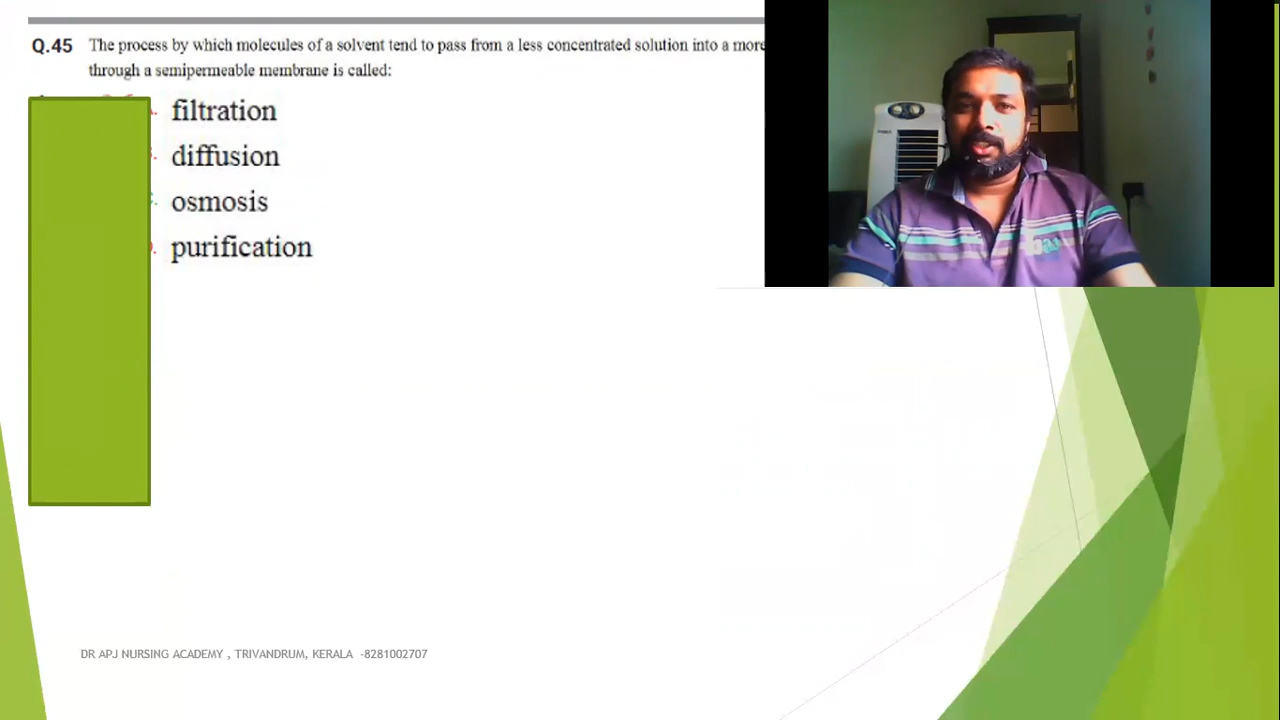 Q.45 The process by which molecules of a solvent tend to pass from a less concentrated solution into a more
through a semipermeable membrane is called:
filtration
diffusion
osmosis
D. purification
DR APJ NURSING ACADEMY , TRIVANDRUM, KERALA -8281002707